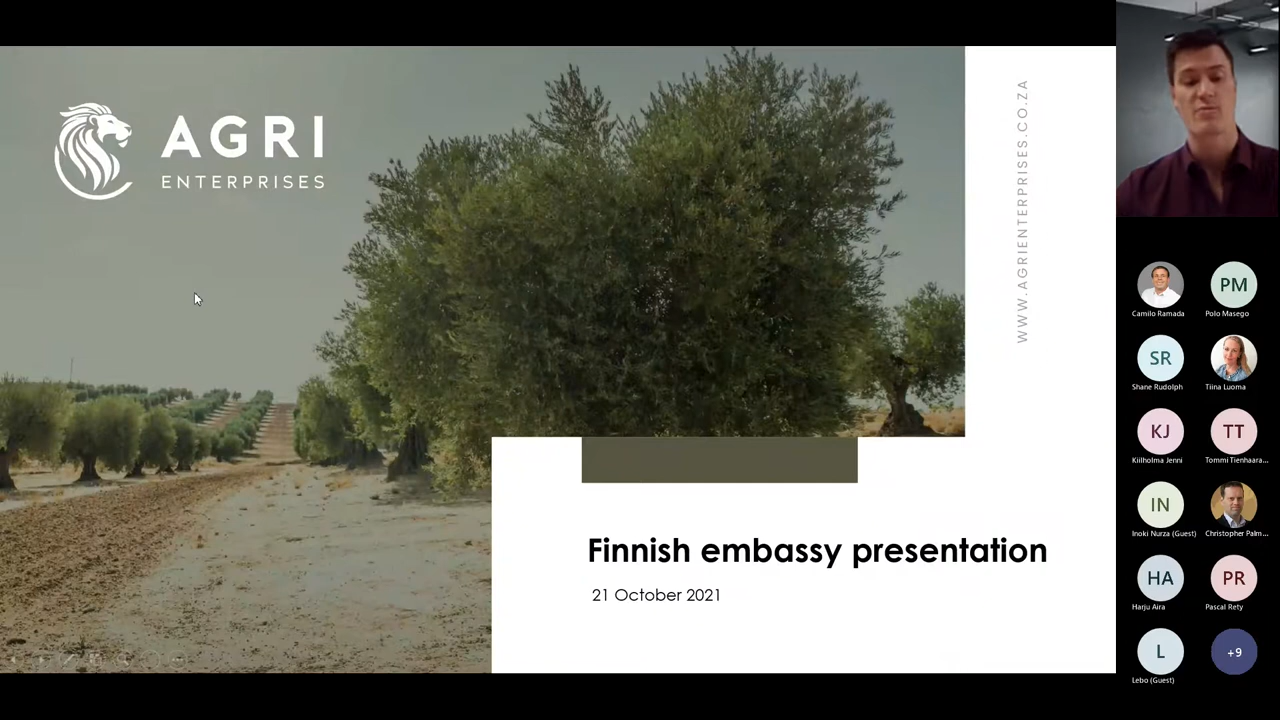 AGRI
ENTERPRISES
WWW.AGRIENTERPRISES.CO.ZA
Finnish embassy presentation
21 October 2021
Camilo Ramada
PM
Polo Masego
SR
Shane Rudolph
Tiina Luoma
KJ
Kiilholma Jenni
TT
Tommi Tienhaara...
IN
Inoki Nurza (Guest)
Christopher Palm...
HA
Harju Aira
PR
Pascal Rety
L
Lebo (Guest)
+9